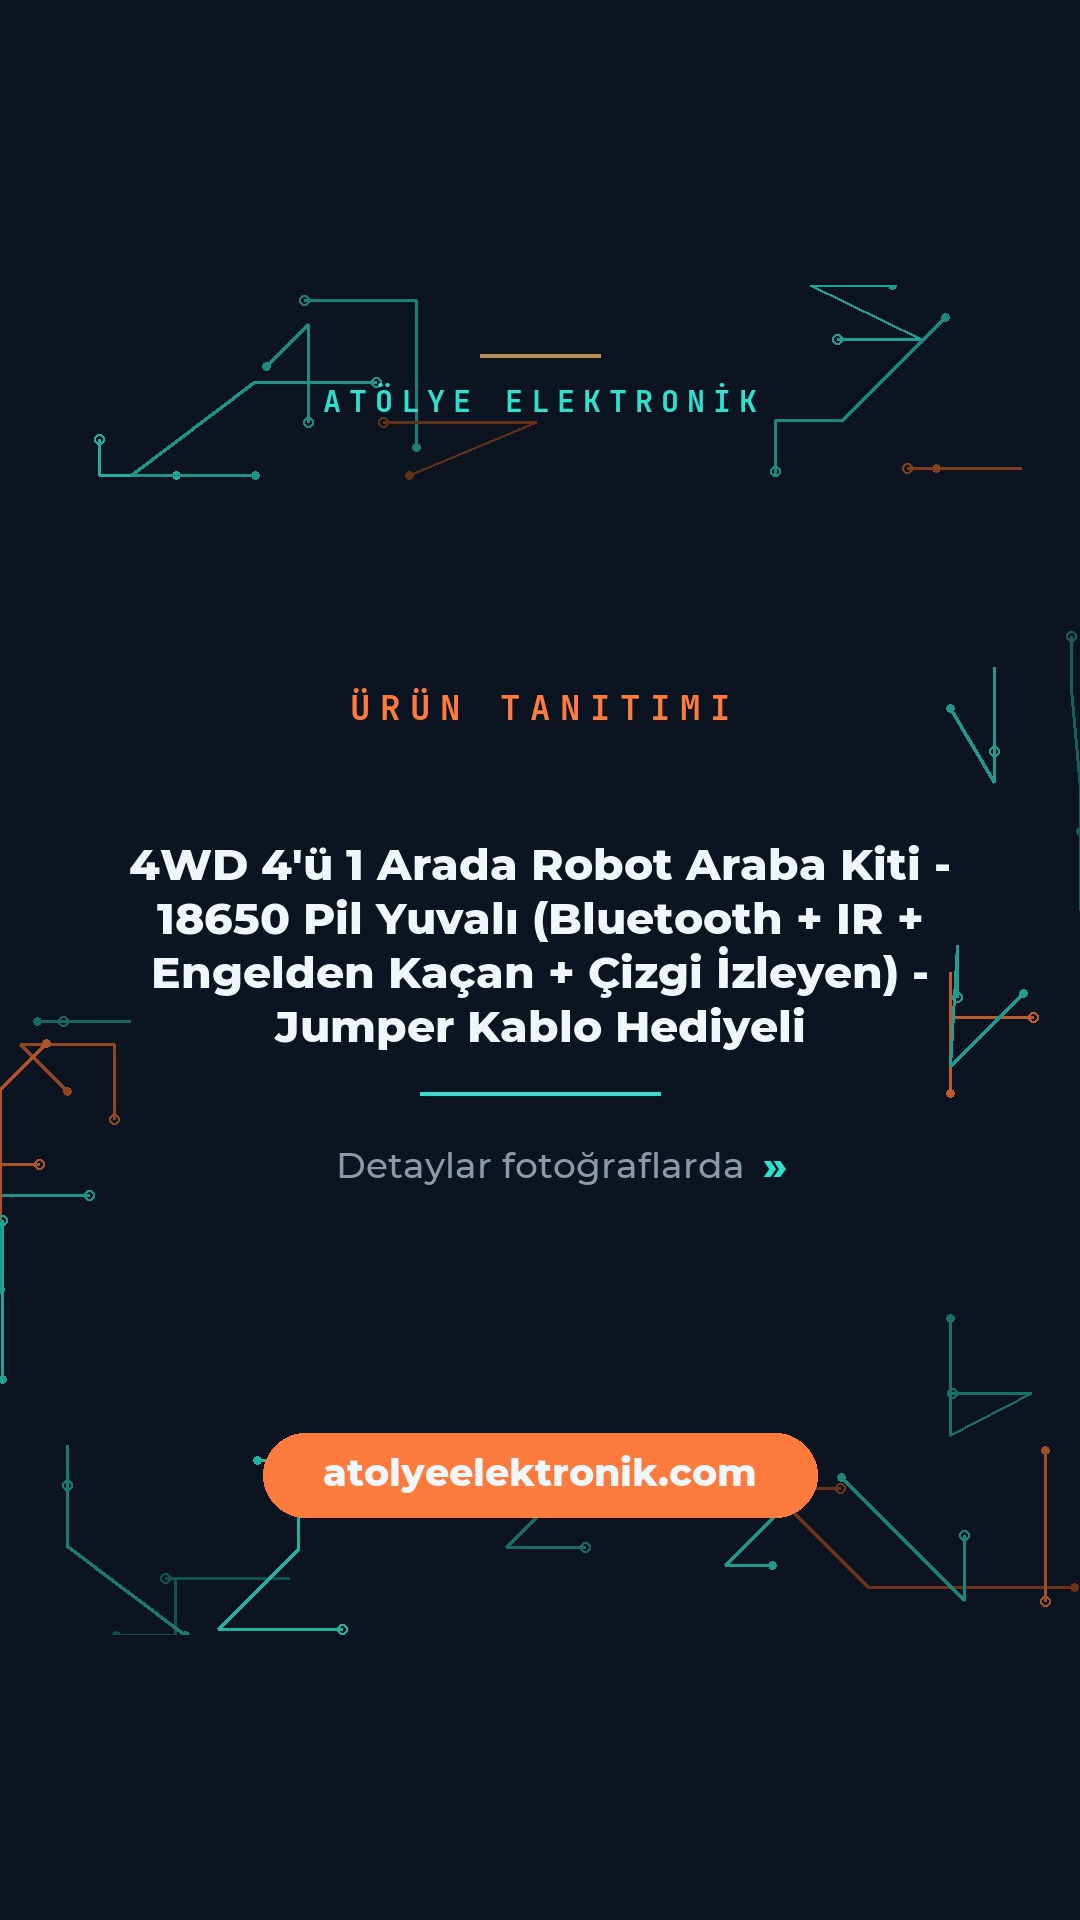 ATÖLYE ELEKTRONİK
ÜRÜN TANITIMI
4WD 4'ü 1 Arada Robot Araba Kiti -
18650 Pil Yuvalı (Bluetooth + IR +
Engelden Kaçan + Çizgi İzleyen) -
Jumper Kablo Hediyeli
Detaylar fotoğraflarda »
atolyeelektronik.com